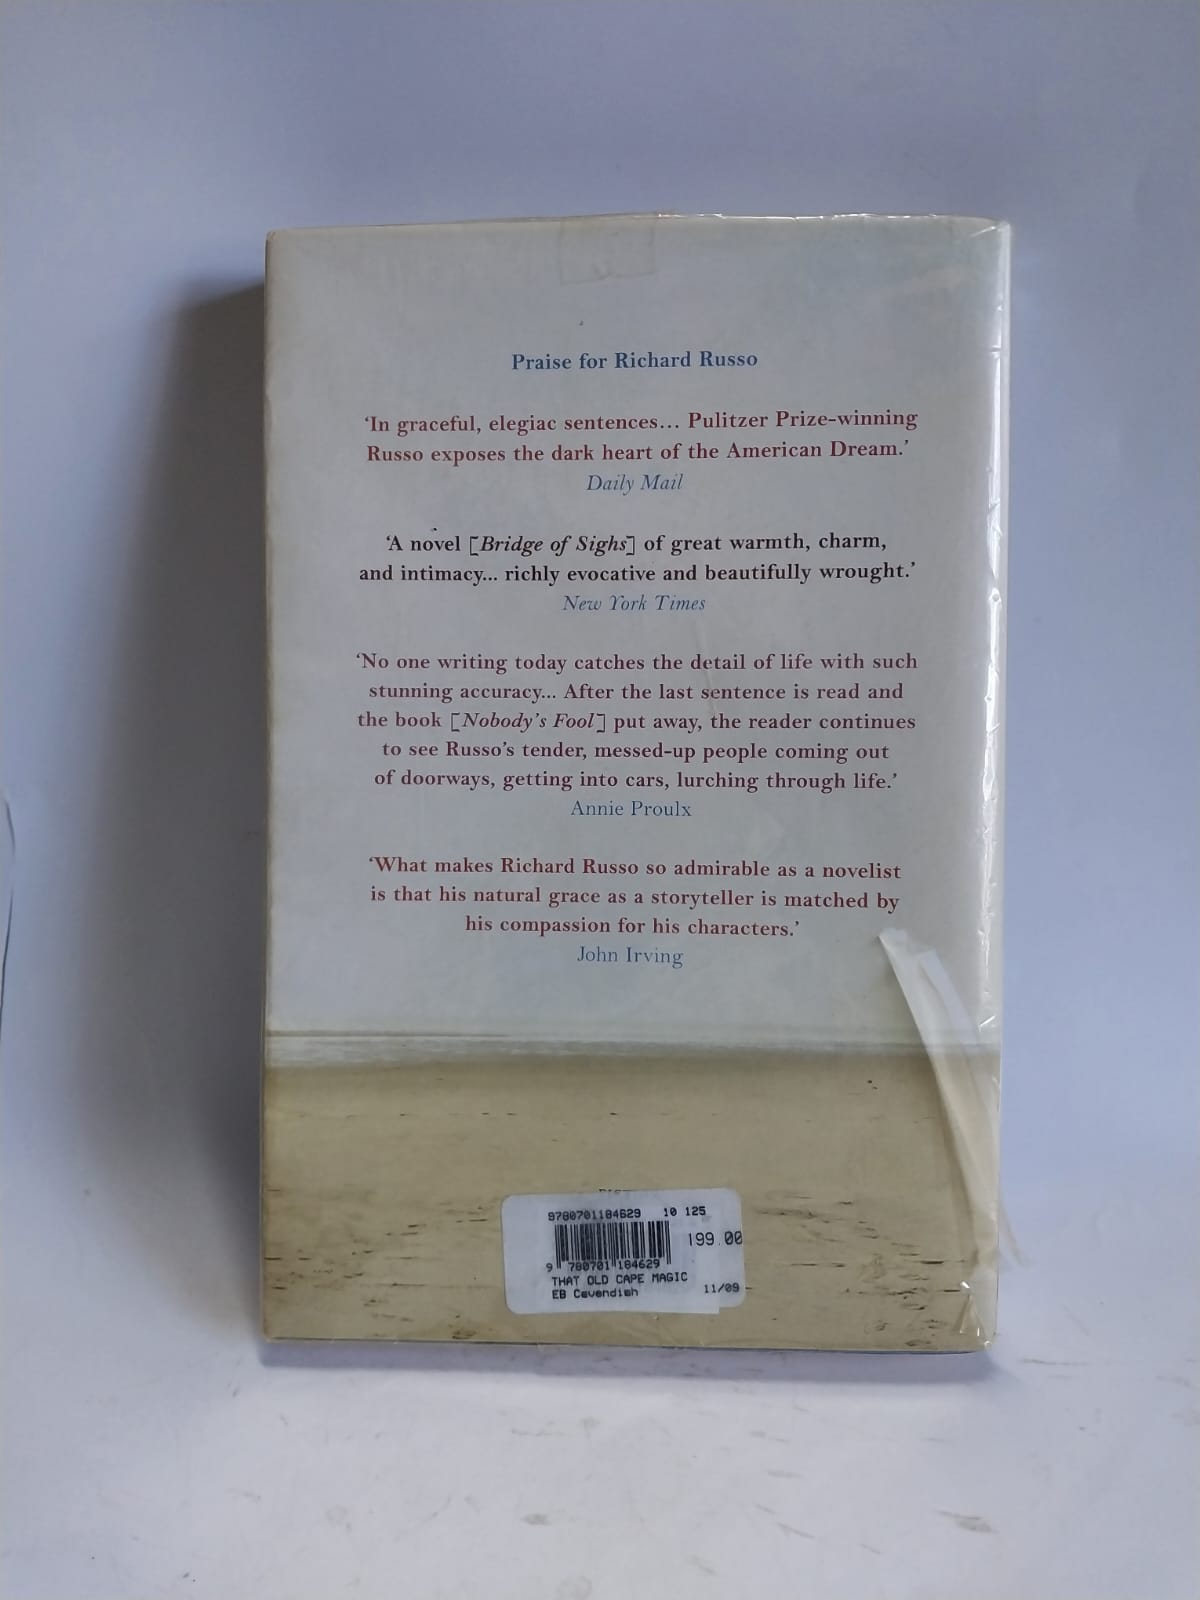 Praise for Richard Russo
‘In graceful, elegiac sentences... Pulitzer Prize-winning
Russo exposes the dark heart of the American Dream.’
Daily Mail
‘A novel [Bridge of Sighs] of great warmth, charm,
and intimacy... richly evocative and beautifully wrought.’
New York Times
‘No one writing today catches the detail of life with such
stunning accuracy... After the last sentence is read and
the book [Nobody’s Fool] put away, the reader continues
to see Russo’s tender, messed-up people coming out
of doorways, getting into cars, lurching through life.’
Annie Proulx
‘What makes Richard Russo so admirable as a novelist
is that his natural grace as a storyteller is matched by
his compassion for his characters.’
John Irving
9780701184629 10 125
199.00
9 780701 184629
THAT OLD CAPE MAGIC
EB Cavendish 11/09